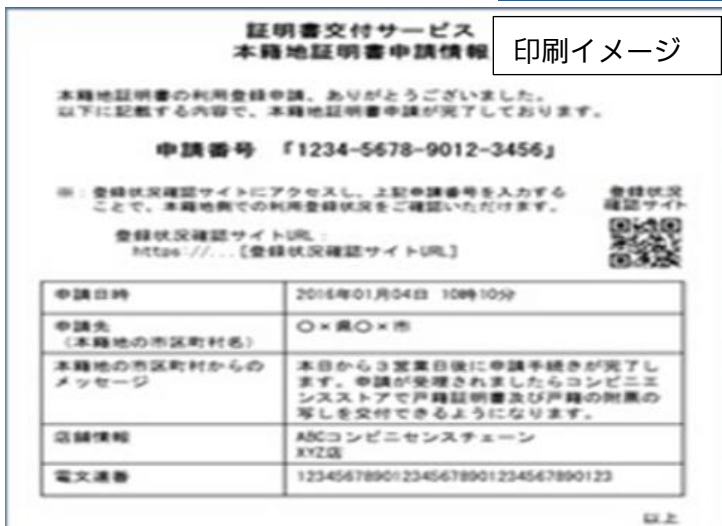 証明書交付サービス
本籍地証明書申請情報
印刷イメージ
本籍地証明書の利用登録申請、ありがとうございました。
以下に記載する内容で、本籍地証明書申請が完了しております。
申請番号 「1234-5678-9012-3456」
※：登録状況確認サイトにアクセスし、上記申請番号を入力する
ことで、本籍地側での利用登録状況をご確認いただけます。
登録状況
確認サイト
登録状況確認サイトURL：
https://...[登録状況確認サイトURL]
申請日時
2016年01月04日 10時10分
申請先
（本籍地の市区町村名）
○×県○×市
本籍地の市区町村からの
メッセージ
本日から３営業日後に申請手続きが完了し
ます。申請が受理されましたらコンビニエ
ンスストアで戸籍証明書及び戸籍の附票の
写しを交付できるようになります。
店舗情報
ABCコンビニセンスチェーン
XYZ店
電文通番
12345678901234567890123456789​0123
以上